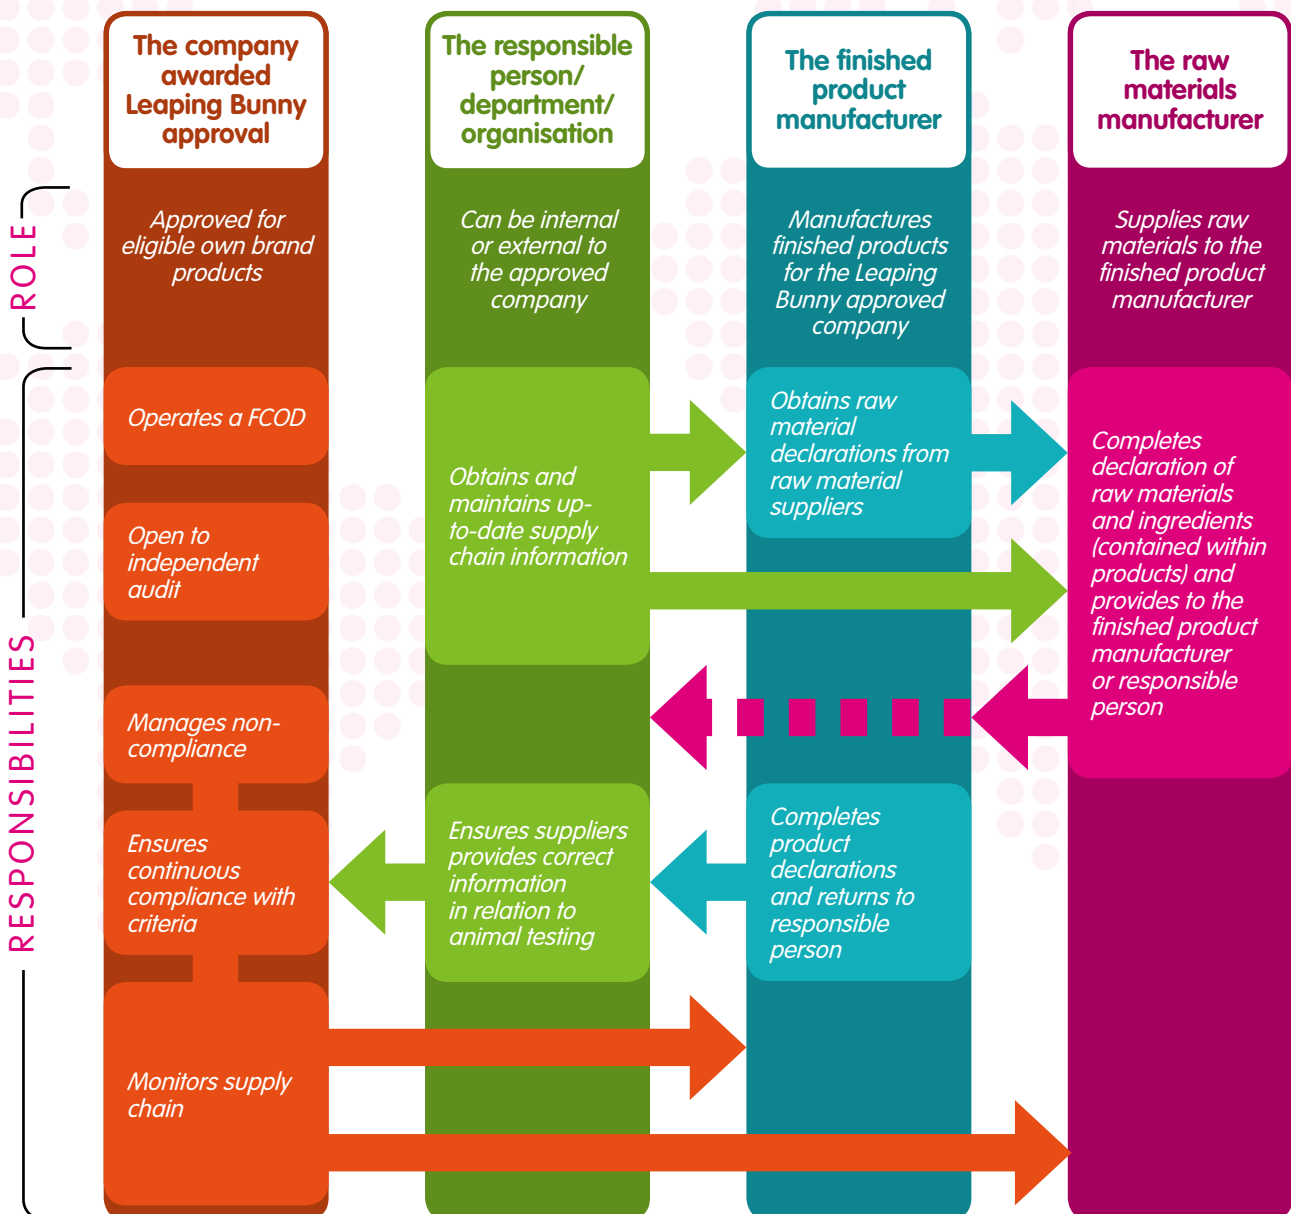 The company
awarded
Leaping Bunny
approval
The responsible
person/
department/
organisation
The finished
product
manufacturer
The raw
materials
manufacturer
ROLE
Approved for
eligible own brand
products
Can be internal
or external to
the approved
company
Manufactures
finished products
for the Leaping
Bunny approved
company
Supplies raw
materials to the
finished product
manufacturer
RESPONSIBILITIES
Operates a FCOD
Open to
independent
audit
Manages non-
compliance
Ensures
continuous
compliance with
criteria
Monitors supply
chain
Obtains and
maintains up-
to-date supply
chain information
Ensures suppliers
provides correct
information
in relation to
animal testing
Obtains raw
material
declarations from
raw material
suppliers
Completes
product
declarations
and returns to
responsible
person
Completes
declaration of
raw materials
and ingredients
(contained within
products) and
provides to the
finished product
manufacturer
or responsible
person